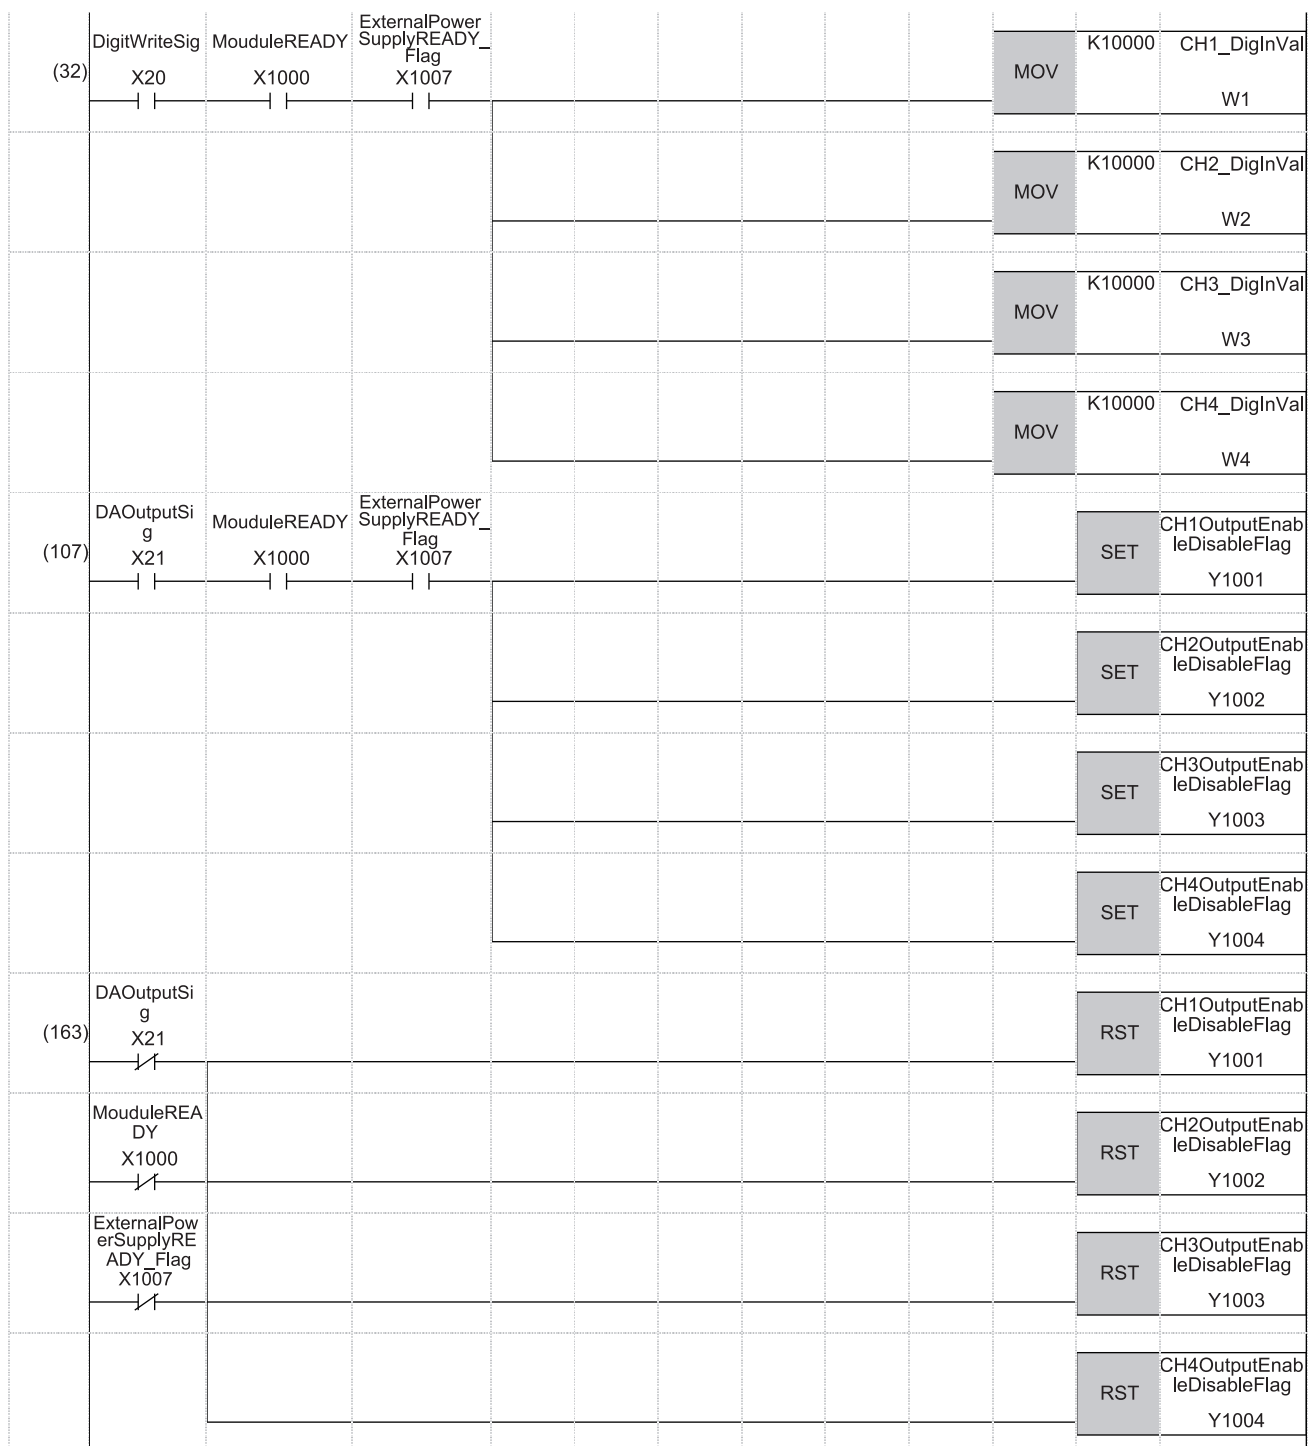 DigitWriteSig
MouduleREADY
ExternalPower
SupplyREADY_
Flag
(32)
X20
X1000
X1007
MOV
K10000
CH1_DigInVal
W1
MOV
K10000
CH2_DigInVal
W2
MOV
K10000
CH3_DigInVal
W3
MOV
K10000
CH4_DigInVal
W4
DAOutputSi
g
MouduleREADY
ExternalPower
SupplyREADY_
Flag
(107)
X21
X1000
X1007
SET
CH1OutputEnab
leDisableFlag
Y1001
SET
CH2OutputEnab
leDisableFlag
Y1002
SET
CH3OutputEnab
leDisableFlag
Y1003
SET
CH4OutputEnab
leDisableFlag
Y1004
DAOutputSi
g
(163)
X21
RST
CH1OutputEnab
leDisableFlag
Y1001
MouduleREA
DY
X1000
RST
CH2OutputEnab
leDisableFlag
Y1002
ExternalPow
erSupplyRE
ADY_Flag
X1007
RST
CH3OutputEnab
leDisableFlag
Y1003
RST
CH4OutputEnab
leDisableFlag
Y1004